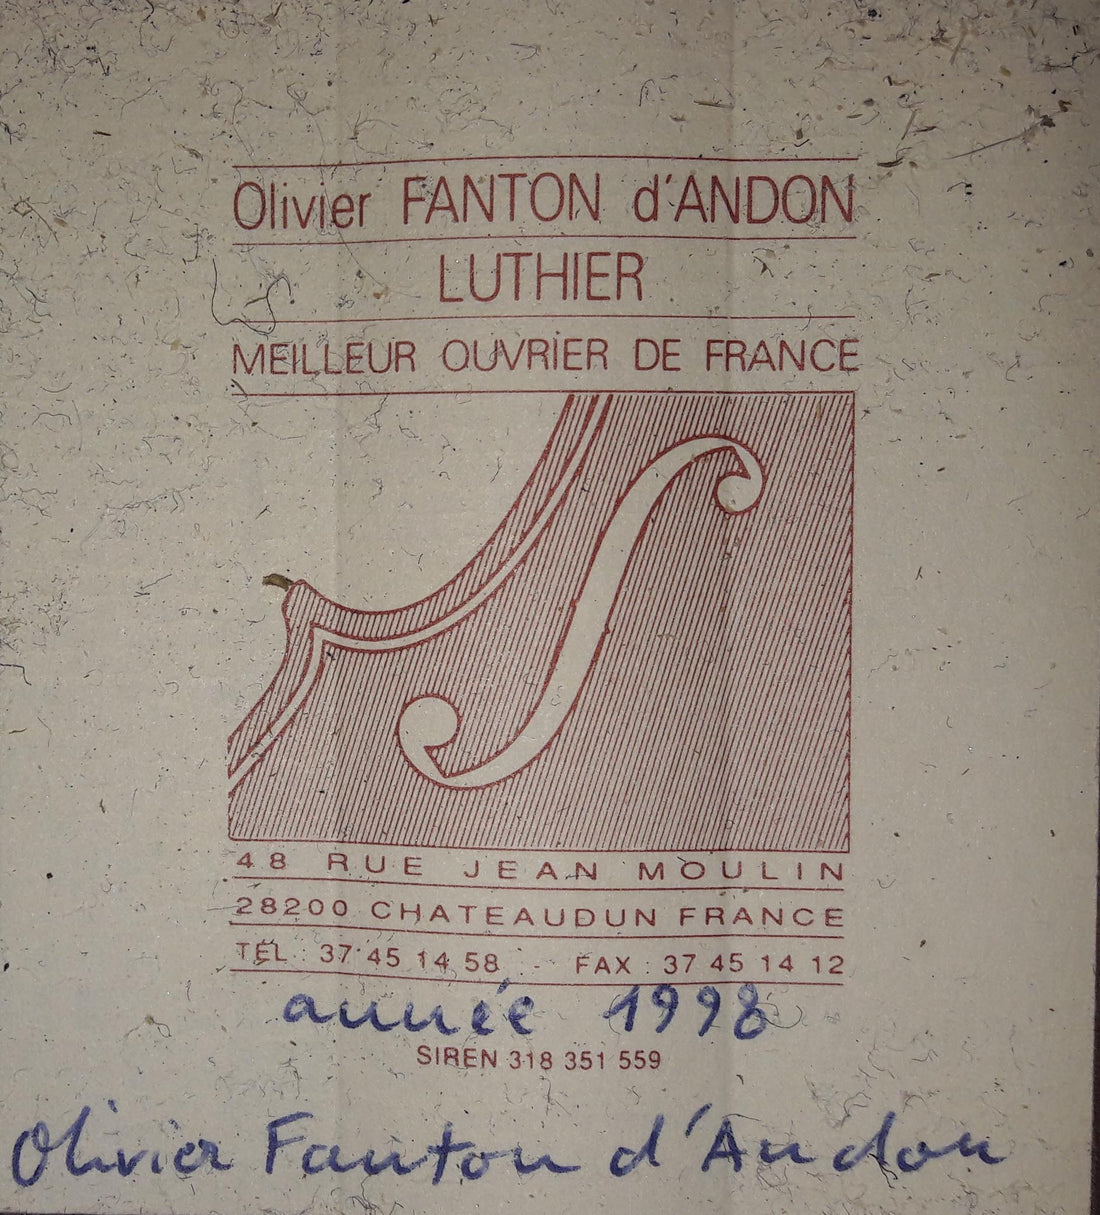 Olivier FANTON d'ANDON
LUTHIER
MEILLEUR OUVRIER DE FRANCE
48 RUE JEAN MOULIN
28200 CHATEAUDUN FRANCE
TÉL : 37 45 14 58 - FAX : 37 45 14 12
année 1998
SIREN 318 351 559
Olivier Fanton d'Andon